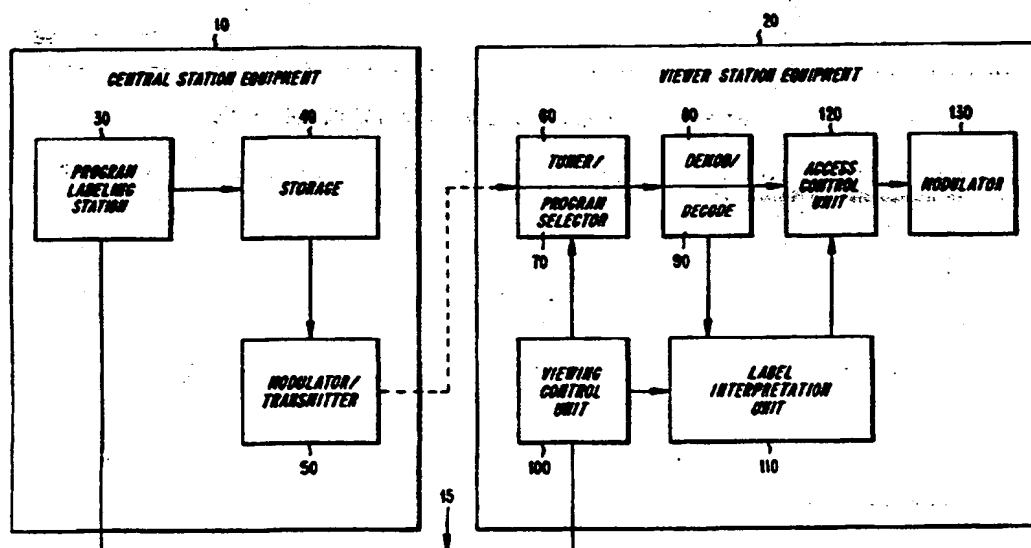 10
CENTRAL STATION EQUIPMENT
30
PROGRAM
LABELING
STATION
40
STORAGE
MODULATOR/
TRANSMITTER
50
15
20
VIEWER STATION EQUIPMENT
60
TUNER/
PROGRAM
SELECTOR
70
80
DEMOD/
DECODE
90
120
ACCESS
CONTROL
UNIT
130
MODULATOR
VIEWING
CONTROL
UNIT
100
LABEL
INTERPRETATION
UNIT
110